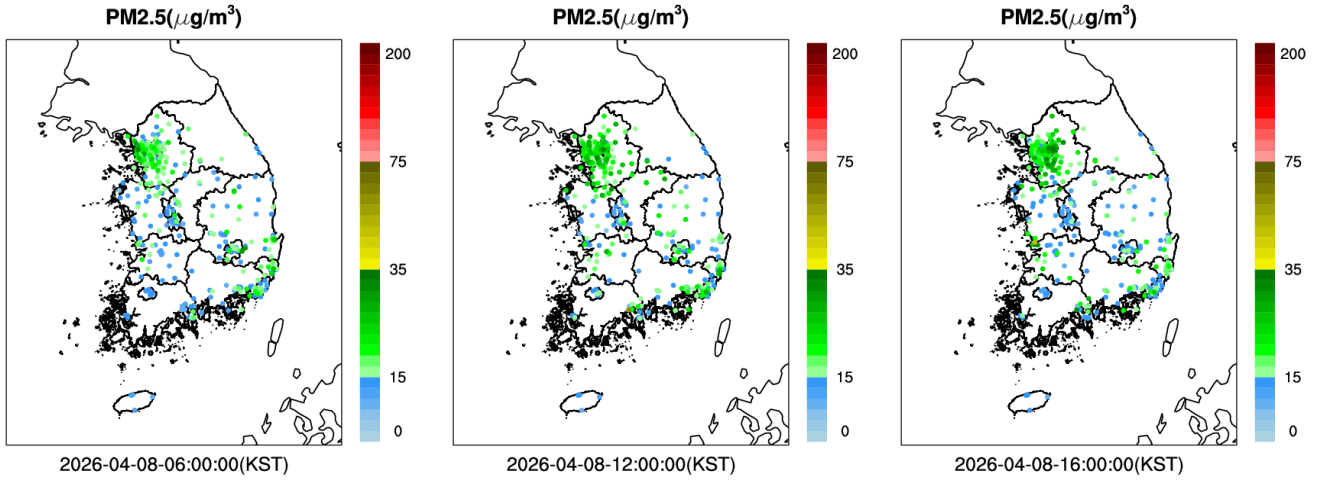 PM2.5(μg/m³) PM2.5(μg/m³) PM2.5(μg/m³)
200 200 200
75 75 75
35 35 35
15 15 15
0 0 0
2026-04-08-06:00:00(KST) 2026-04-08-12:00:00(KST) 2026-04-08-16:00:00(KST)